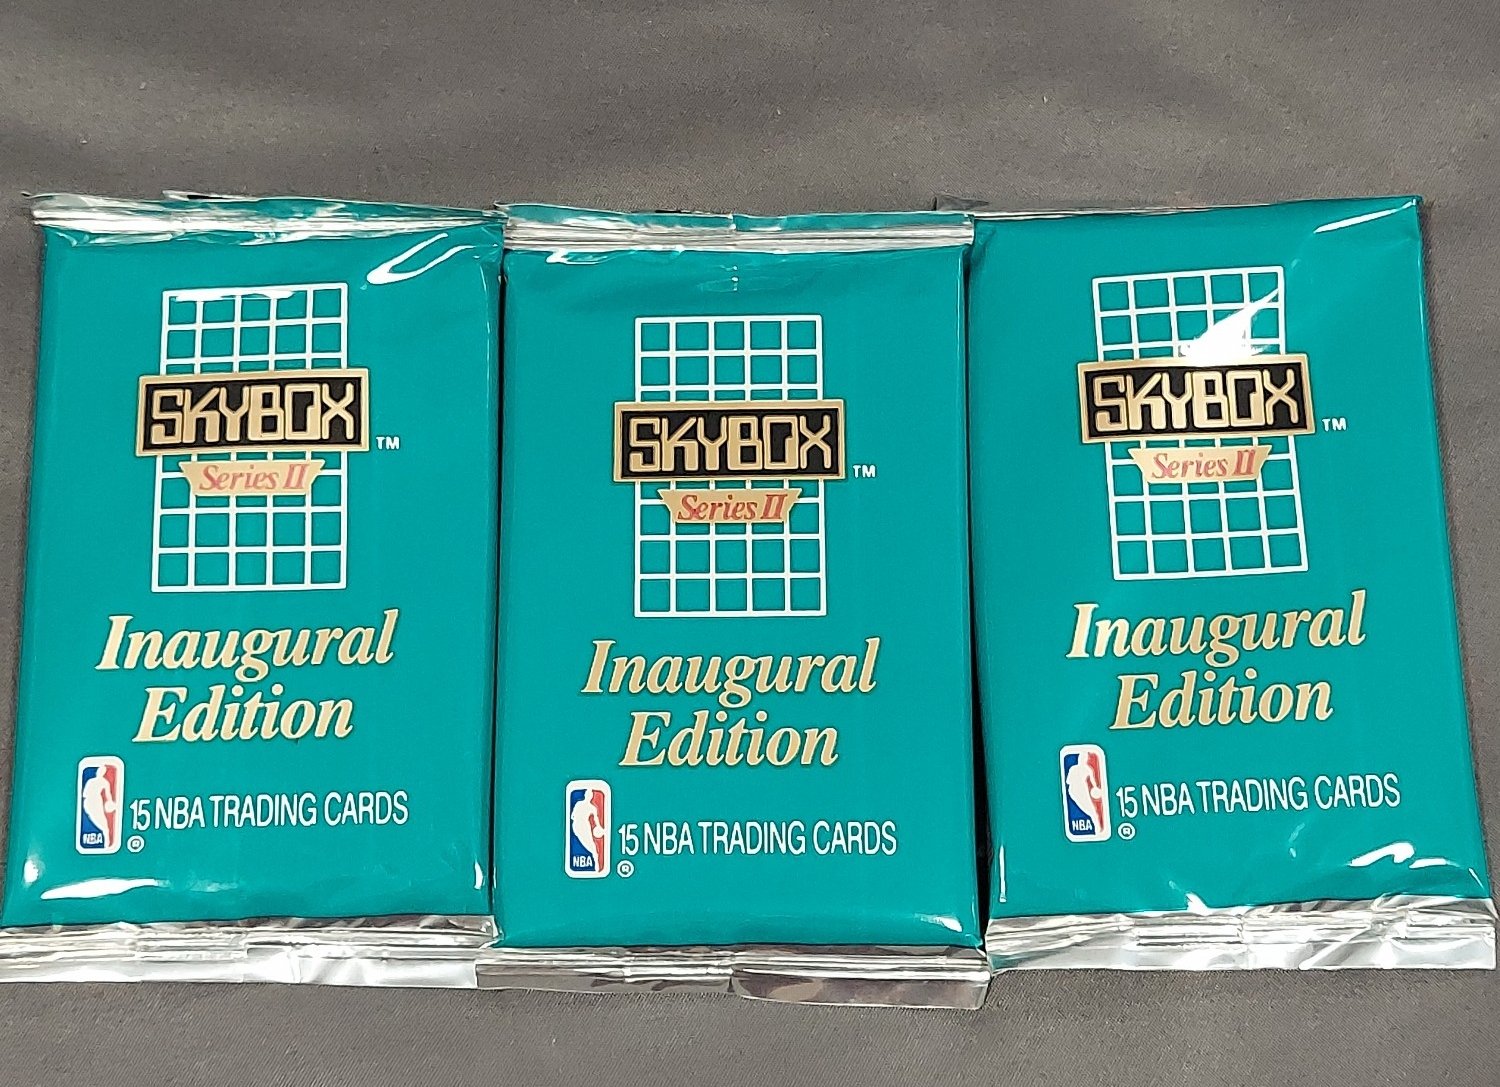 SKYBOX TM
Series II
Inaugural
Edition
NBA
®
15 NBA TRADING CARDS
SKYBOX TM
Series II
Inaugural
Edition
NBA
®
15 NBA TRADING CARDS
SKYBOX TM
Series II
Inaugural
Edition
NBA
®
15 NBA TRADING CARDS